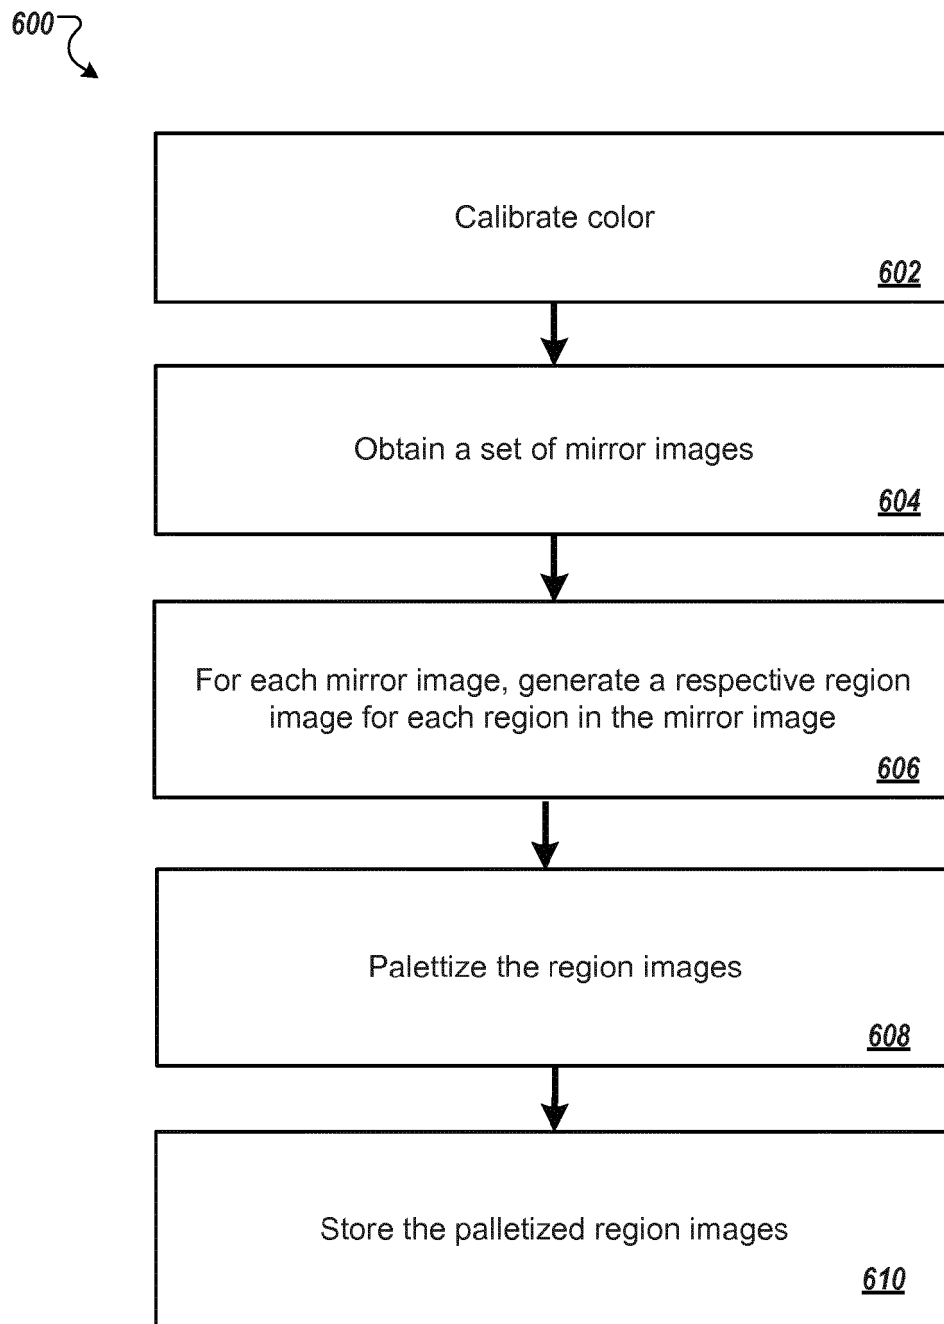 600
Calibrate color
602
Obtain a set of mirror images
604
For each mirror image, generate a respective region
image for each region in the mirror image
606
Palettize the region images
608
Store the palletized region images
610